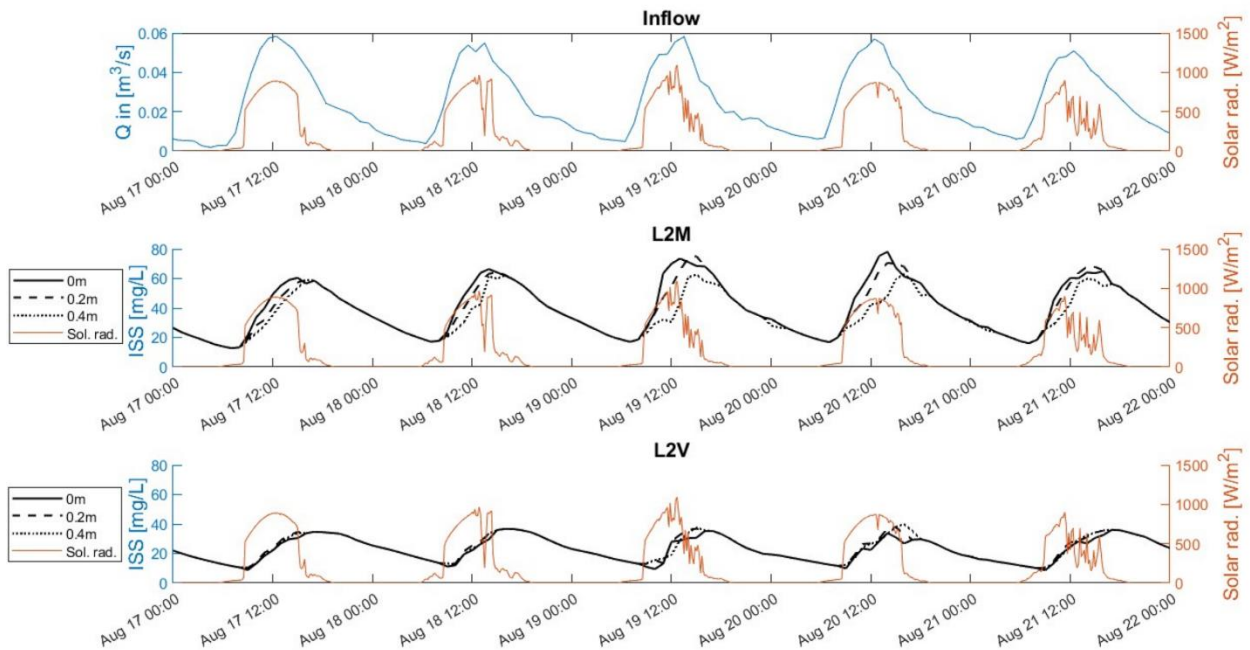 Inflow
0.06
0.04
0.02
0
Q in [m³/s]
1500
1000
500
0
Solar rad. [W/m²]
Aug 17 00:00
Aug 17 12:00
Aug 18 00:00
Aug 18 12:00
Aug 19 00:00
Aug 19 12:00
Aug 20 00:00
Aug 20 12:00
Aug 21 00:00
Aug 21 12:00
Aug 22 00:00
L2M
0m
0.2m
0.4m
Sol. rad.
80
60
40
20
0
ISS [mg/L]
1500
1000
500
0
Solar rad. [W/m²]
Aug 17 00:00
Aug 17 12:00
Aug 18 00:00
Aug 18 12:00
Aug 19 00:00
Aug 19 12:00
Aug 20 00:00
Aug 20 12:00
Aug 21 00:00
Aug 21 12:00
Aug 22 00:00
L2V
0m
0.2m
0.4m
Sol. rad.
80
60
40
20
0
ISS [mg/L]
1500
1000
500
0
Solar rad. [W/m²]
Aug 17 00:00
Aug 17 12:00
Aug 18 00:00
Aug 18 12:00
Aug 19 00:00
Aug 19 12:00
Aug 20 00:00
Aug 20 12:00
Aug 21 00:00
Aug 21 12:00
Aug 22 00:00